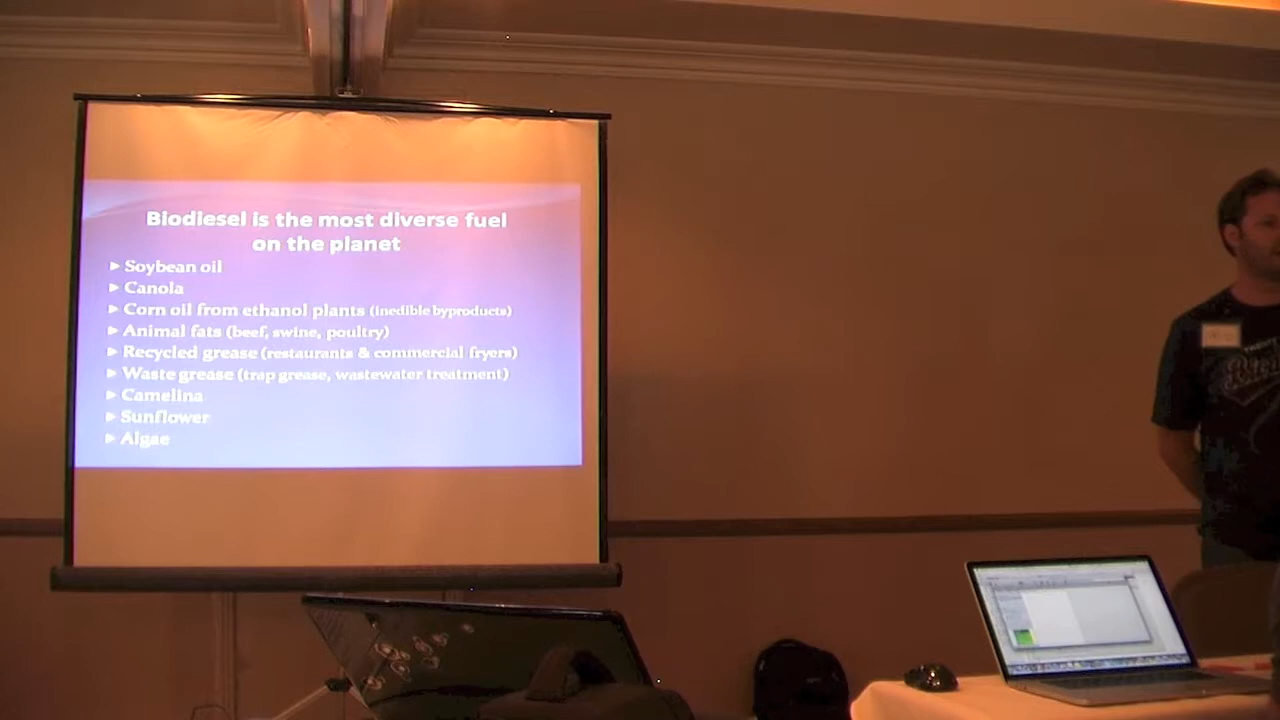 Biodiesel is the most diverse fuel
on the planet
▸ Soybean oil
▸ Canola
▸ Corn oil from ethanol plants (inedible byproducts)
▸ Animal fats (beef, swine, poultry)
▸ Recycled grease (restaurants & commercial fryers)
▸ Waste grease (trap grease, wastewater treatment)
▸ Camelina
▸ Sunflower
▸ Algae